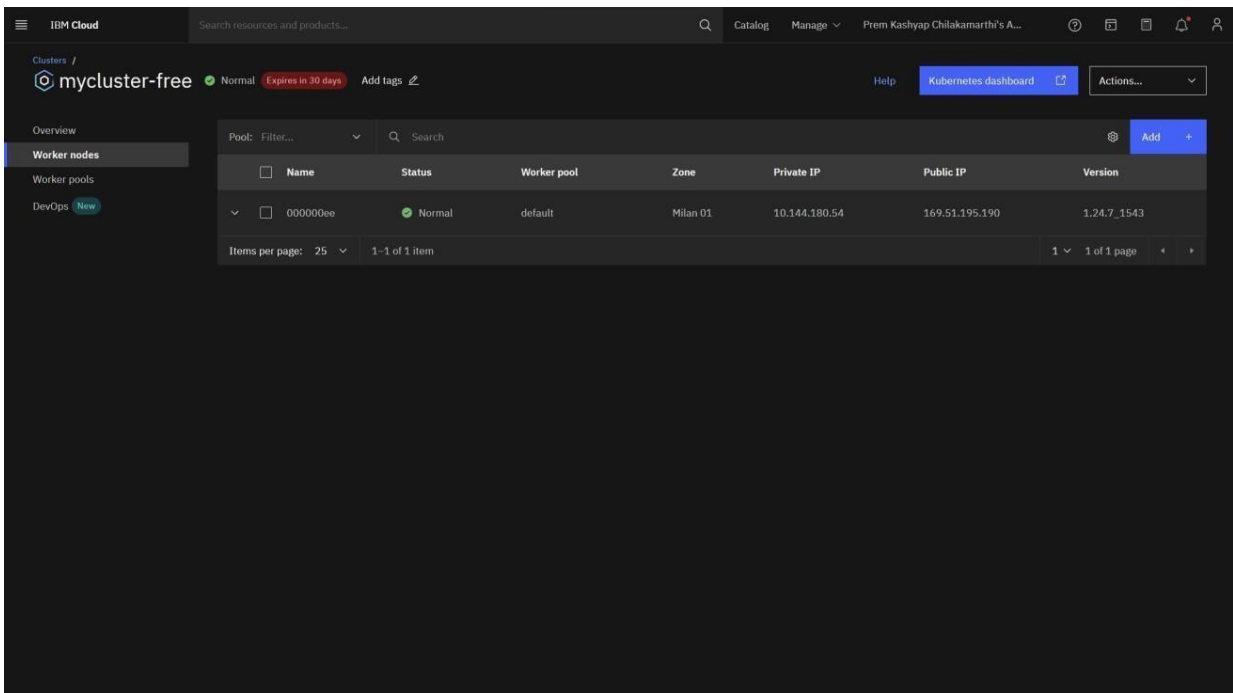 IBM Cloud Search resources and products... Catalog Manage Prem Kashyap Chilakamarthi's A...
Clusters /
mycluster-free Normal Expires in 30 days Add tags Help Kubernetes dashboard Actions...
Overview
Worker nodes
Worker pools
DevOps New
Pool: Filter... Search Add +
Name Status Worker pool Zone Private IP Public IP Version
000000ee Normal default Milan 01 10.144.180.54 169.51.195.190 1.24.7_1543
Items per page: 25 1–1 of 1 item 1 1 of 1 page